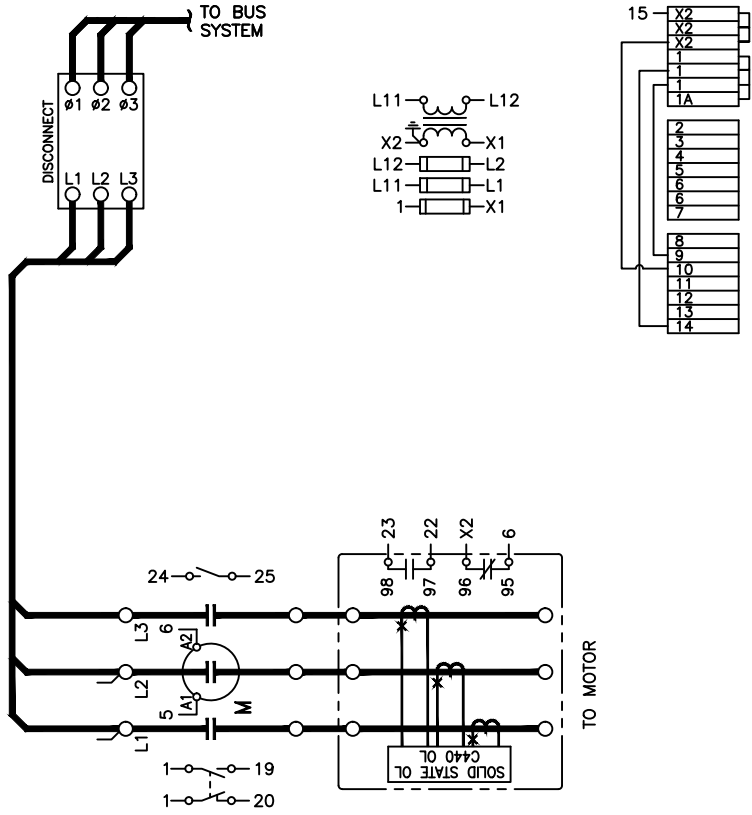 TO BUS
SYSTEM
ø1 ø2 ø3
DISCONNECT
L1 L2 L3
L11 L12
X2 X1
L12 L2
L11 L1
1 X1
15 X2
X2
X2
1
1
1
1A
2
3
4
5
6
6
7
8
9
10
11
12
13
14
23 22 X2 6
98 97 96 95
24 25
L3
6
A2
L2
A1
5
M
L1
1 19
1 20
TO MOTOR
C440 OL
SOLID STATE OL